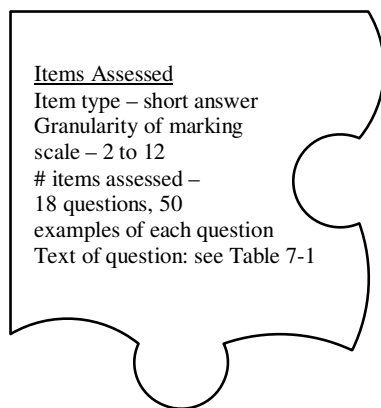 Items Assessed
Item type – short answer
Granularity of marking
scale – 2 to 12
# items assessed –
18 questions, 50
examples of each question
Text of question: see Table 7-1